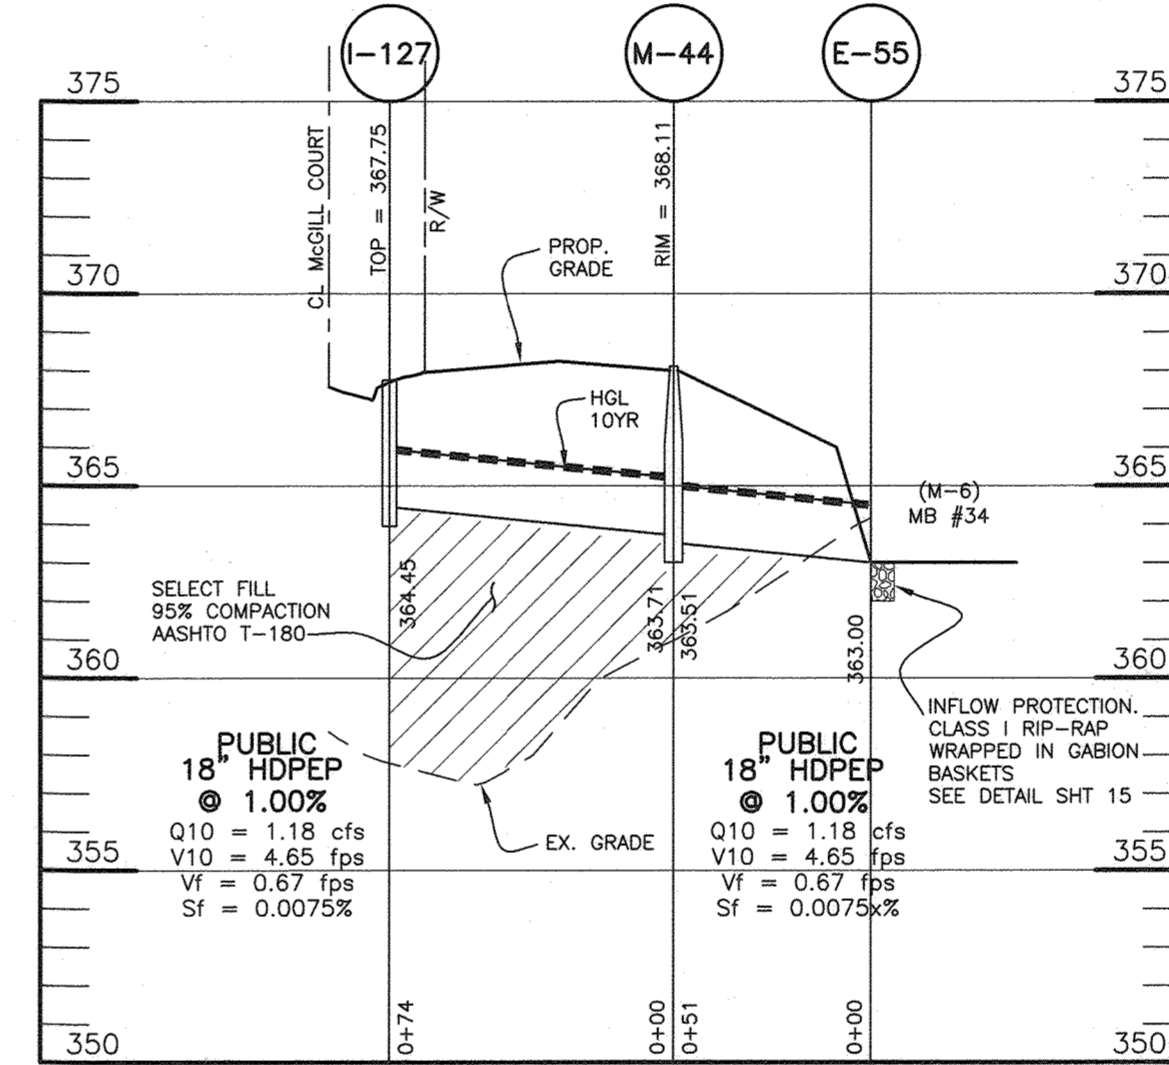 I-127
M-44
E-55
375
375
CL McGILL COURT
TOP = 367.75
R/W
RIM = 368.11
PROP.
GRADE
370
370
HGL
10YR
365
365
(M-6)
MB #34
SELECT FILL
95% COMPACTION
AASHTO T-180
364.45
363.71
363.51
363.00
360
360
INFLOW PROTECTION.
CLASS I RIP-RAP
WRAPPED IN GABION
BASKETS
SEE DETAIL SHT 15
PUBLIC
18" HDPEP
@ 1.00%
Q10 = 1.18 cfs
V10 = 4.65 fps
Vf = 0.67 fps
Sf = 0.0075%
EX. GRADE
PUBLIC
18" HDPEP
@ 1.00%
Q10 = 1.18 cfs
V10 = 4.65 fps
Vf = 0.67 fps
Sf = 0.0075x%
355
355
0+74
0+00
0+51
0+00
350
350